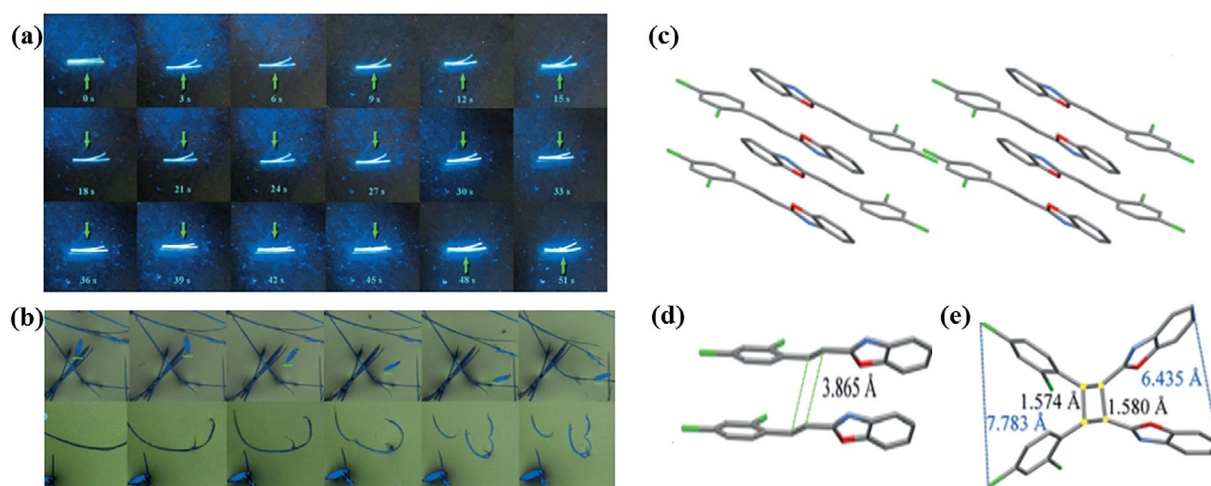 (a)
0 s 3 s 6 s 9 s 12 s 15 s
18 s 21 s 24 s 27 s 30 s 33 s
36 s 39 s 42 s 45 s 48 s 51 s
(b)
(c)
(d)
3.865 Å
(e)
6.435 Å
1.574 Å 1.580 Å
7.783 Å